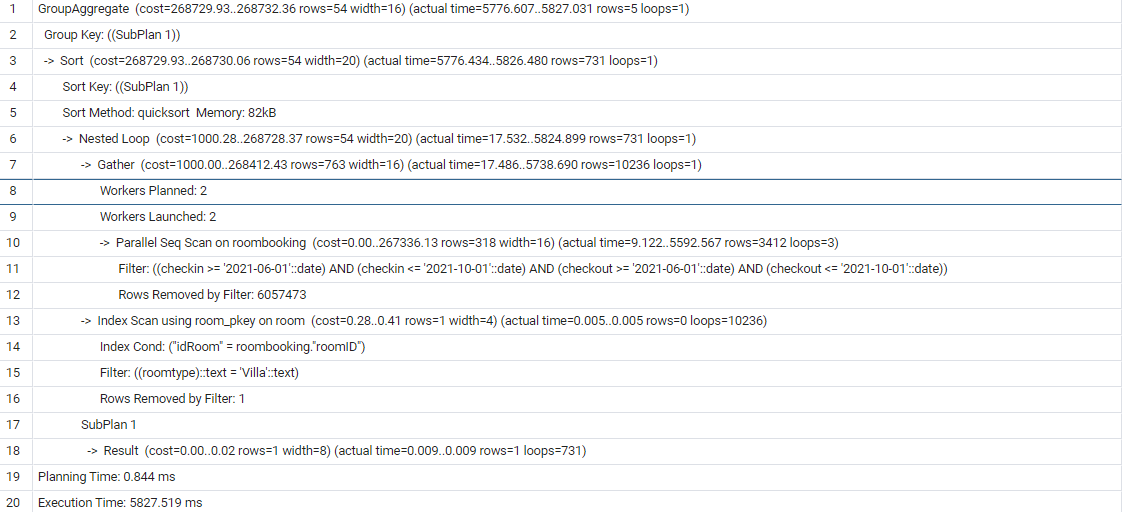 1 GroupAggregate (cost=268729.93..268732.36 rows=54 width=16) (actual time=5776.607..5827.031 rows=5 loops=1)
2 Group Key: ((SubPlan 1))
3 -> Sort (cost=268729.93..268730.06 rows=54 width=20) (actual time=5776.434..5826.480 rows=731 loops=1)
4 Sort Key: ((SubPlan 1))
5 Sort Method: quicksort Memory: 82kB
6 -> Nested Loop (cost=1000.28..268728.37 rows=54 width=20) (actual time=17.532..5824.899 rows=731 loops=1)
7 -> Gather (cost=1000.00..268412.43 rows=763 width=16) (actual time=17.486..5738.690 rows=10236 loops=1)
8 Workers Planned: 2
9 Workers Launched: 2
10 -> Parallel Seq Scan on roombooking (cost=0.00..267336.13 rows=318 width=16) (actual time=9.122..5592.567 rows=3412 loops=3)
11 Filter: ((checkin >= '2021-06-01'::date) AND (checkin <= '2021-10-01'::date) AND (checkout >= '2021-06-01'::date) AND (checkout <= '2021-10-01'::date))
12 Rows Removed by Filter: 6057473
13 -> Index Scan using room_pkey on room (cost=0.28..0.41 rows=1 width=4) (actual time=0.005..0.005 rows=0 loops=10236)
14 Index Cond: ("idRoom" = roombooking."roomID")
15 Filter: ((roomtype)::text = 'Villa'::text)
16 Rows Removed by Filter: 1
17 SubPlan 1
18 -> Result (cost=0.00..0.02 rows=1 width=8) (actual time=0.009..0.009 rows=1 loops=731)
19 Planning Time: 0.844 ms
20 Execution Time: 5827.519 ms